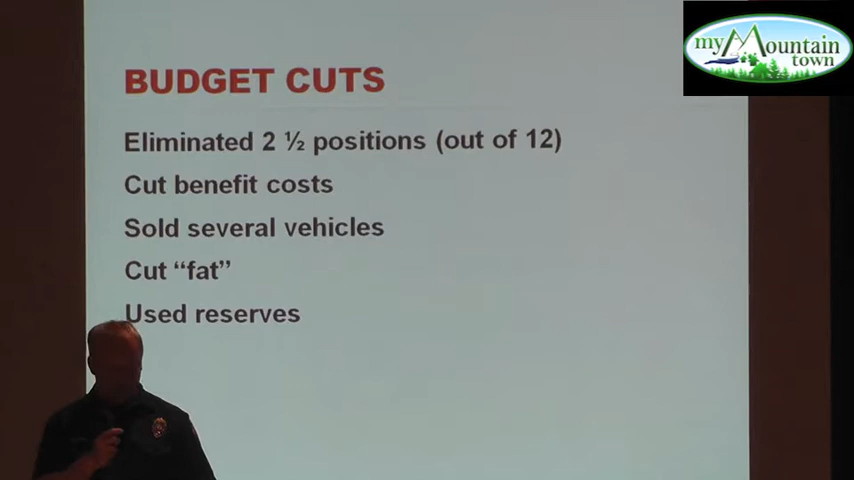 BUDGET CUTS
Eliminated 2 ½ positions (out of 12)
Cut benefit costs
Sold several vehicles
Cut “fat”
Used reserves
my Mountain
town